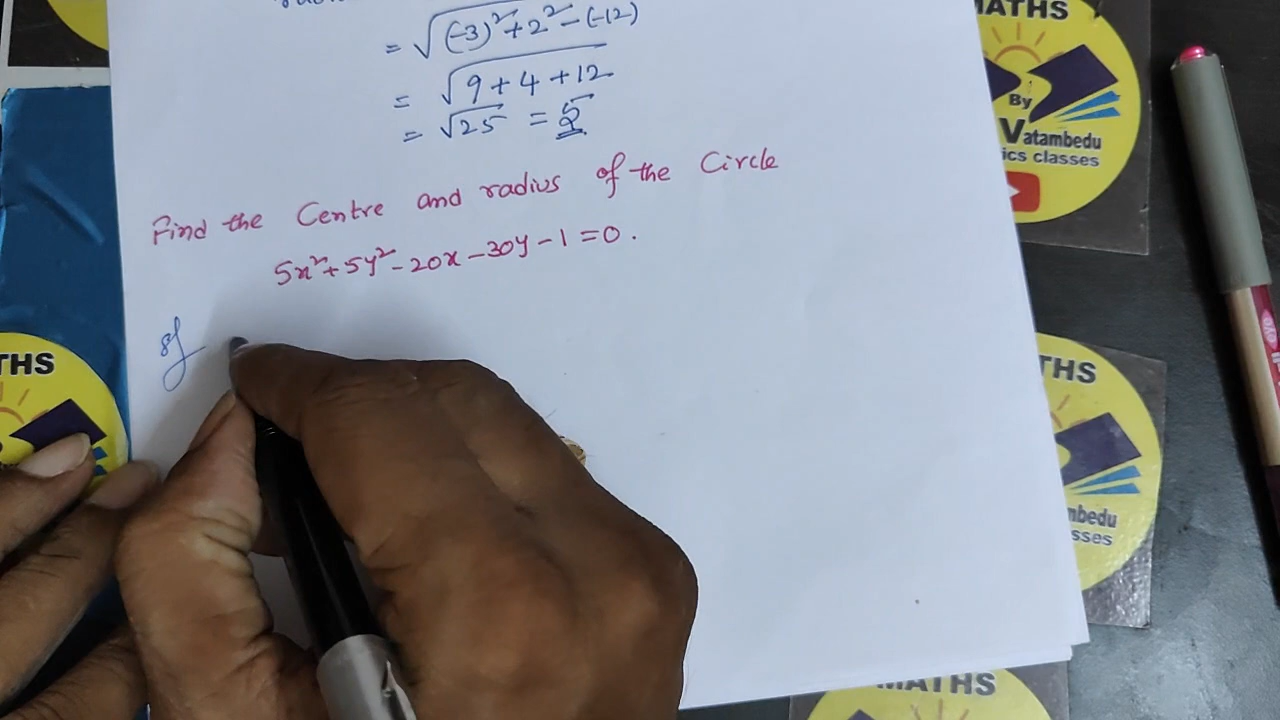 = √(-3)²+2²-(-12)
= √9+4+12
= √25 = 5
Find the Centre and radius of the Circle
5x²+5y²-20x-30y-1=0.
MATHS
By
Vatambedu
ics classes
THS
THS
mbedu
sses
MATHS